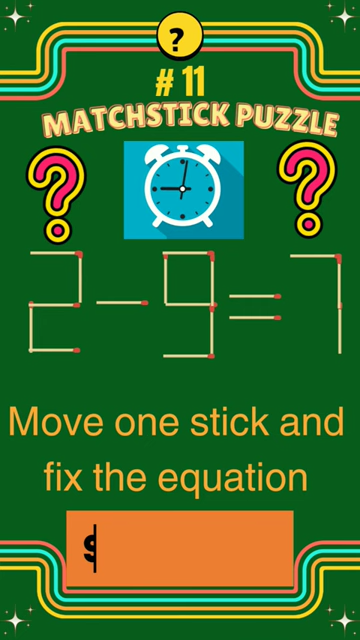 ?
# 11
MATCHSTICK PUZZLE
? ?
2-9=7
Move one stick and
fix the equation